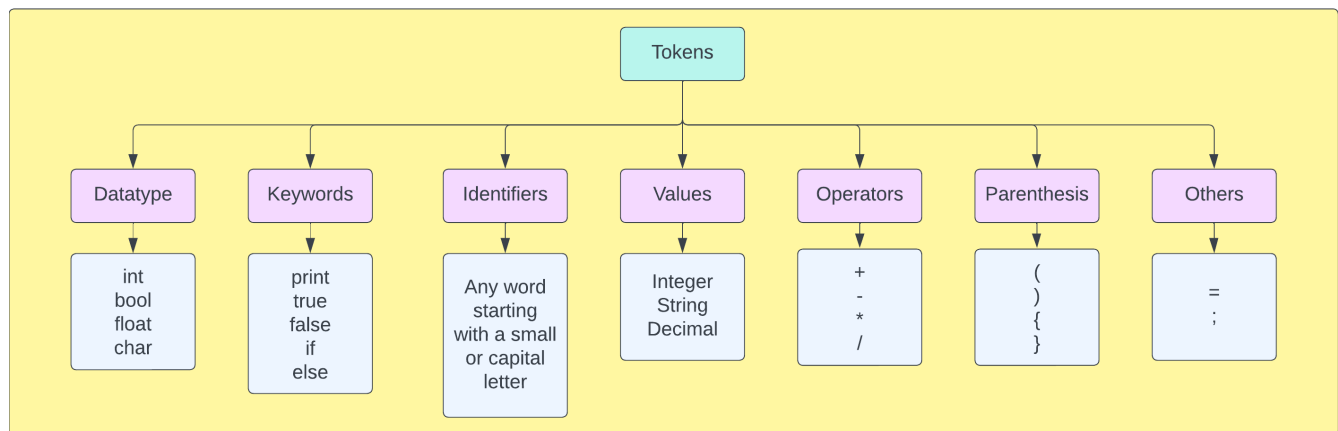 Tokens
Datatype
Keywords
Identifiers
Values
Operators
Parenthesis
Others
int
bool
float
char
print
true
false
if
else
Any word
starting
with a small
or capital
letter
Integer
String
Decimal
+
-
*
/
(
)
{
}
=
;